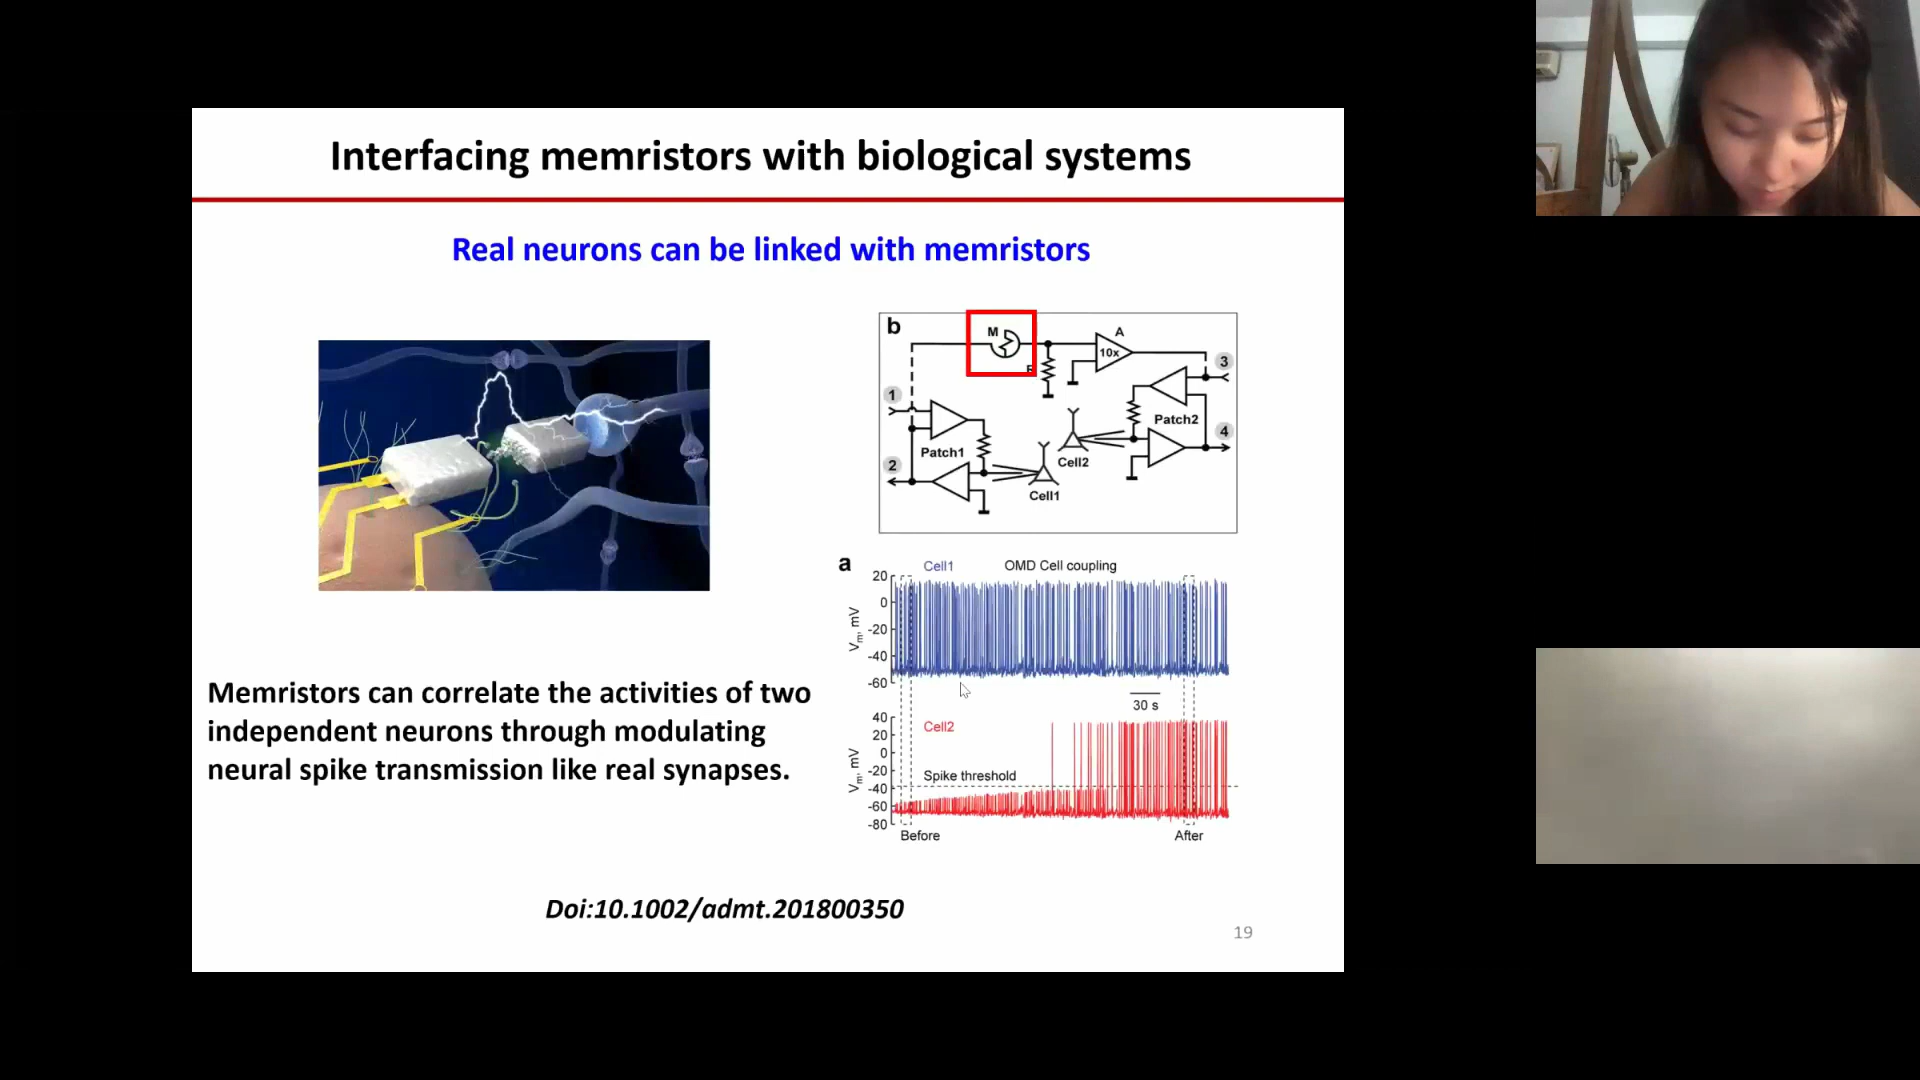 Interfacing memristors with biological systems
Real neurons can be linked with memristors
b
M
A
10x
R
1
2
3
4
Patch1
Patch2
Cell2
Cell1
a
Cell1
OMD Cell coupling
20
0
-20
-40
-60
Vm, mV
30 s
Cell2
40
20
0
-20
-40
-60
-80
Vm, mV
Spike threshold
Before
After
Memristors can correlate the activities of two
independent neurons through modulating
neural spike transmission like real synapses.
Doi:10.1002/admt.201800350
19